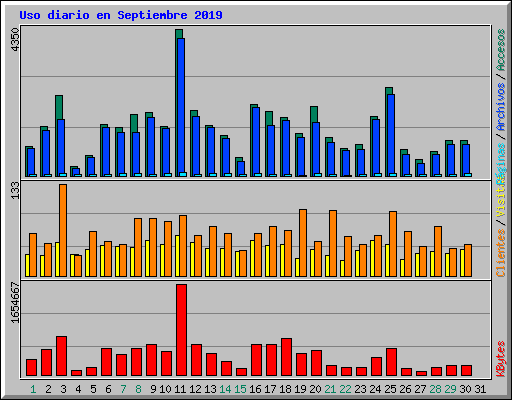 Uso diario en Septiembre 2019
4350
133
1654667
Clientes / Visitas
Páginas / Archivos / Accesos
KBytes
1 2 3 4 5 6 7 8 9 10 11 12 13 14 15 16 17 18 19 20 21 22 23 24 25 26 27 28 29 30 31